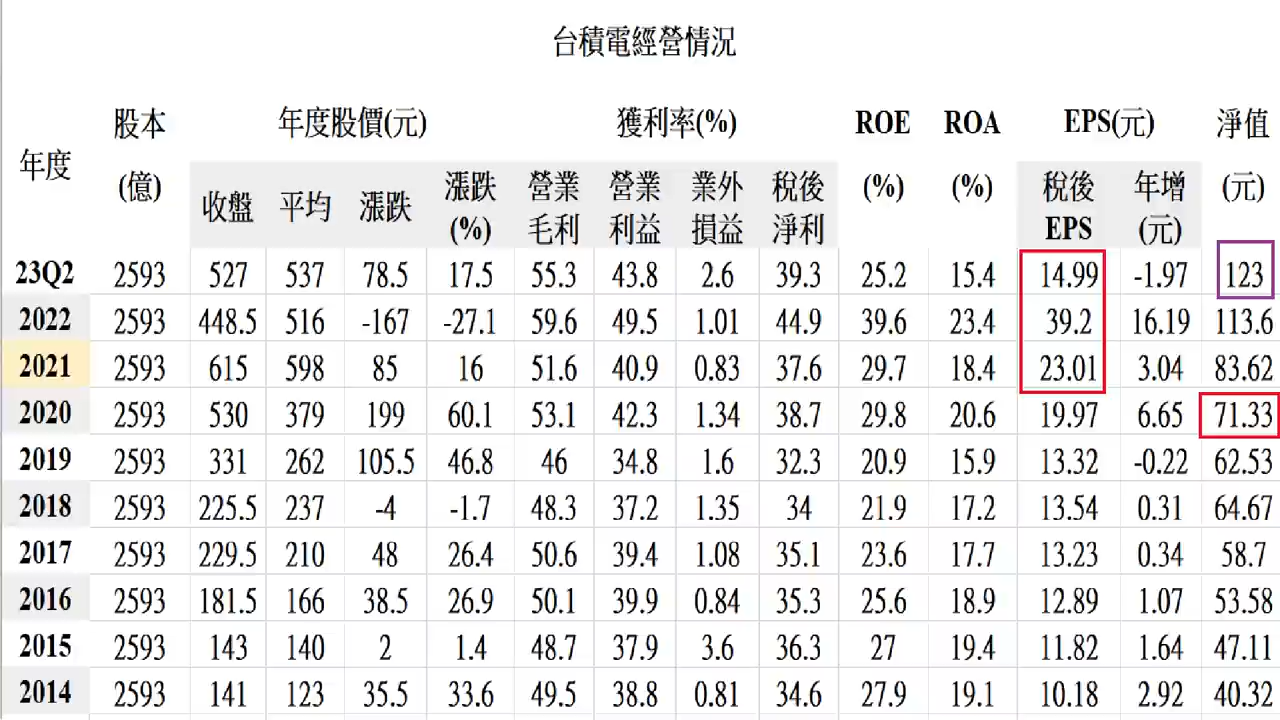 台積電經營情況
年度 股本(億) 年度股價(元) 獲利率(%) ROE(%) ROA(%) EPS(元) 淨值(元)
收盤 平均 漲跌 漲跌(%) 營業毛利 營業利益 業外損益 稅後淨利 稅後EPS 年增(元)
23Q2 2593 527 537 78.5 17.5 55.3 43.8 2.6 39.3 25.2 15.4 14.99 -1.97 123
2022 2593 448.5 516 -167 -27.1 59.6 49.5 1.01 44.9 39.6 23.4 39.2 16.19 113.6
2021 2593 615 598 85 16 51.6 40.9 0.83 37.6 29.7 18.4 23.01 3.04 83.62
2020 2593 530 379 199 60.1 53.1 42.3 1.34 38.7 29.8 20.6 19.97 6.65 71.33
2019 2593 331 262 105.5 46.8 46 34.8 1.6 32.3 20.9 15.9 13.32 -0.22 62.53
2018 2593 225.5 237 -4 -1.7 48.3 37.2 1.35 34 21.9 17.2 13.54 0.31 64.67
2017 2593 229.5 210 48 26.4 50.6 39.4 1.08 35.1 23.6 17.7 13.23 0.34 58.7
2016 2593 181.5 166 38.5 26.9 50.1 39.9 0.84 35.3 25.6 18.9 12.89 1.07 53.58
2015 2593 143 140 2 1.4 48.7 37.9 3.6 36.3 27 19.4 11.82 1.64 47.11
2014 2593 141 123 35.5 33.6 49.5 38.8 0.81 34.6 27.9 19.1 10.18 2.92 40.32